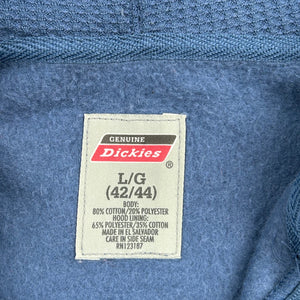 GENUINE
Dickies
®
L/G
(42/44)
BODY:
80% COTTON/20% POLYESTER
HOOD LINING:
65% POLYESTER/35% COTTON
MADE IN EL SALVADOR
CARE IN SIDE SEAM
RN123187